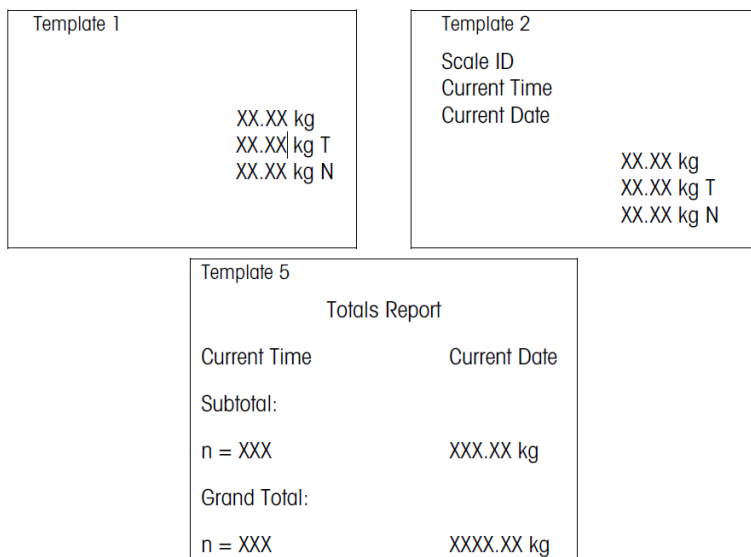 Template 1
XX.XX kg
XX.XX kg T
XX.XX kg N
Template 2
Scale ID
Current Time
Current Date
XX.XX kg
XX.XX kg T
XX.XX kg N
Template 5
Totals Report
Current Time Current Date
Subtotal:
n = XXX XXX.XX kg
Grand Total:
n = XXX XXXX.XX kg